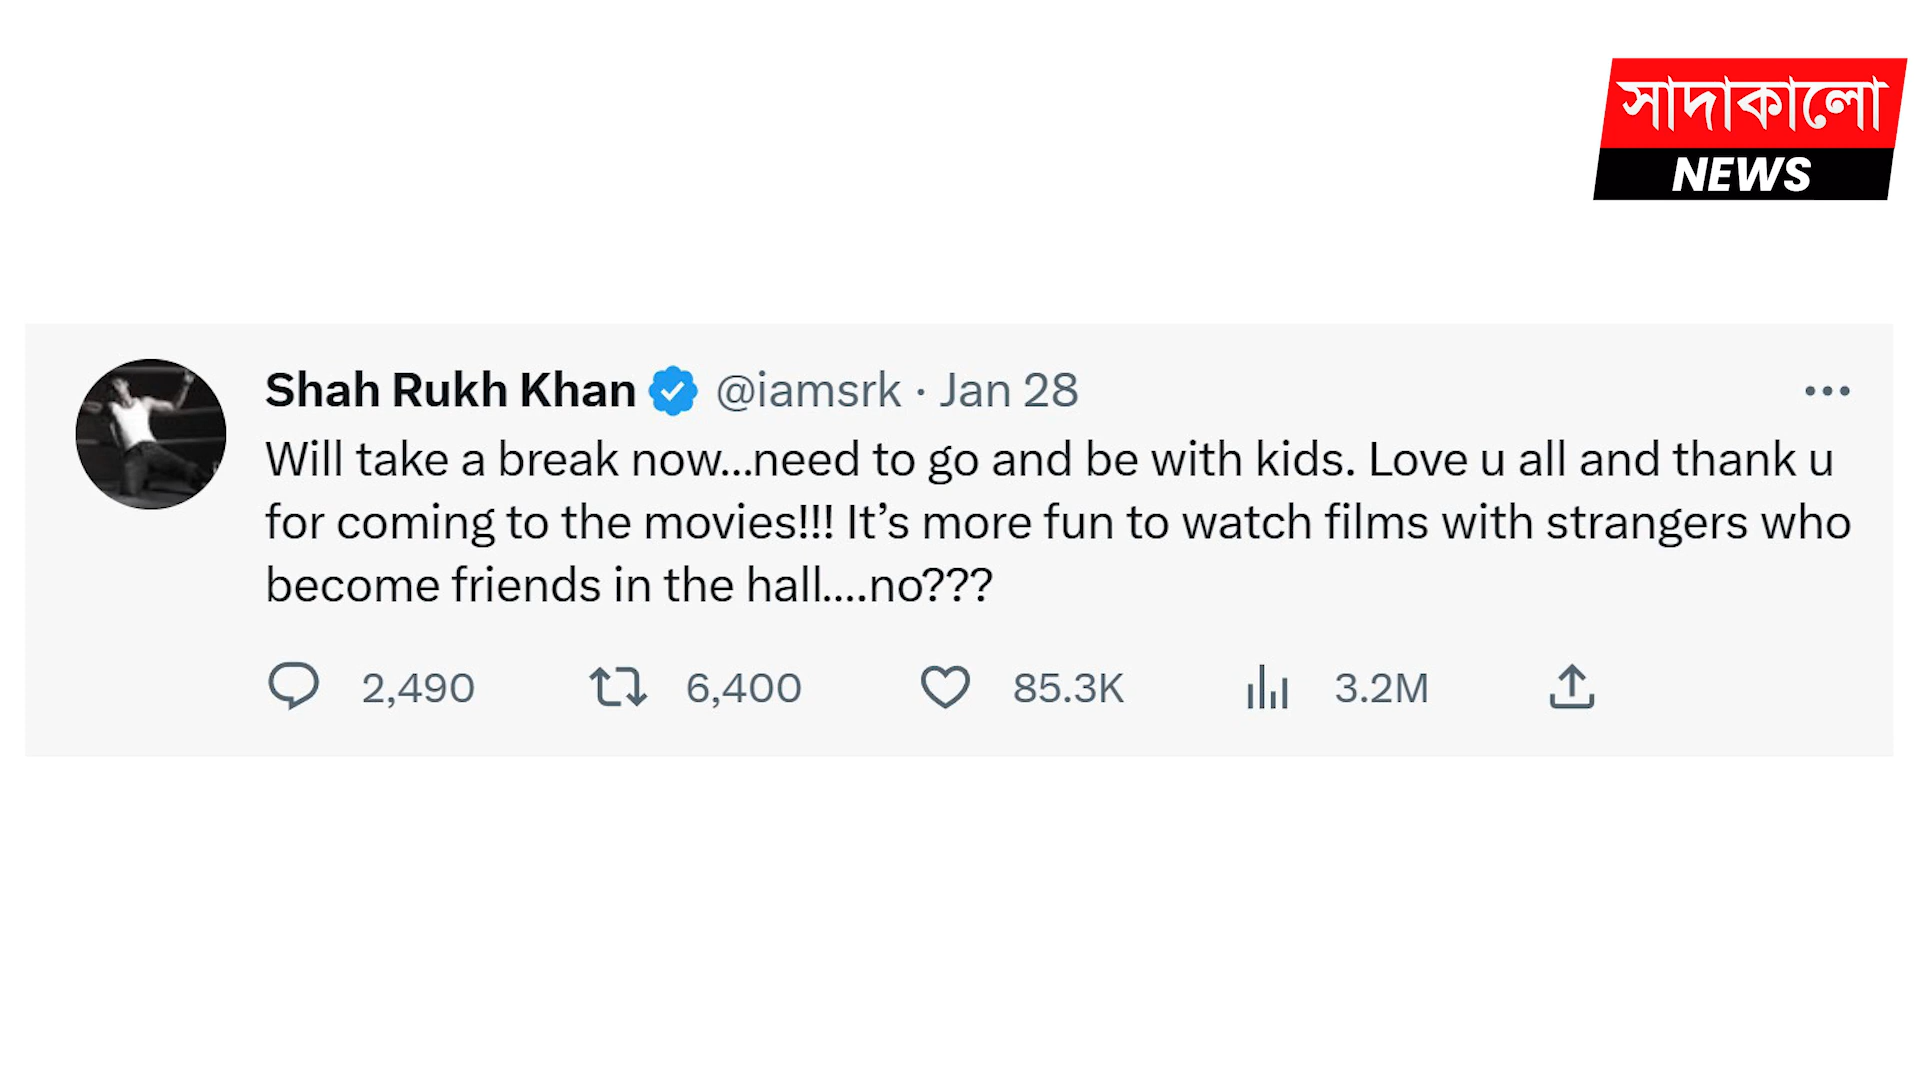 সাদাকালো
NEWS
Shah Rukh Khan @iamsrk · Jan 28
Will take a break now...need to go and be with kids. Love u all and thank u
for coming to the movies!!! It’s more fun to watch films with strangers who
become friends in the hall....no???
2,490 6,400 85.3K 3.2M